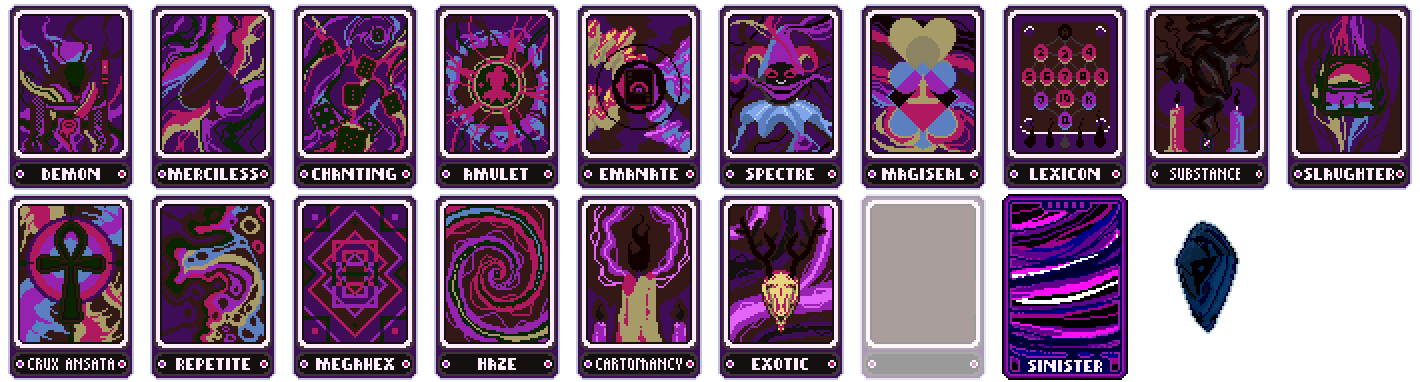 DEMON
MERCILESS
CHANTING
AMULET
EMANATE
SPECTRE
MAGISEAL
LEXICON
SUBSTANCE
SLAUGHTER
CRUX ANSATA
REPETITE
MEGAHEX
HAZE
CARTOMANCY
EXOTIC
SINISTER